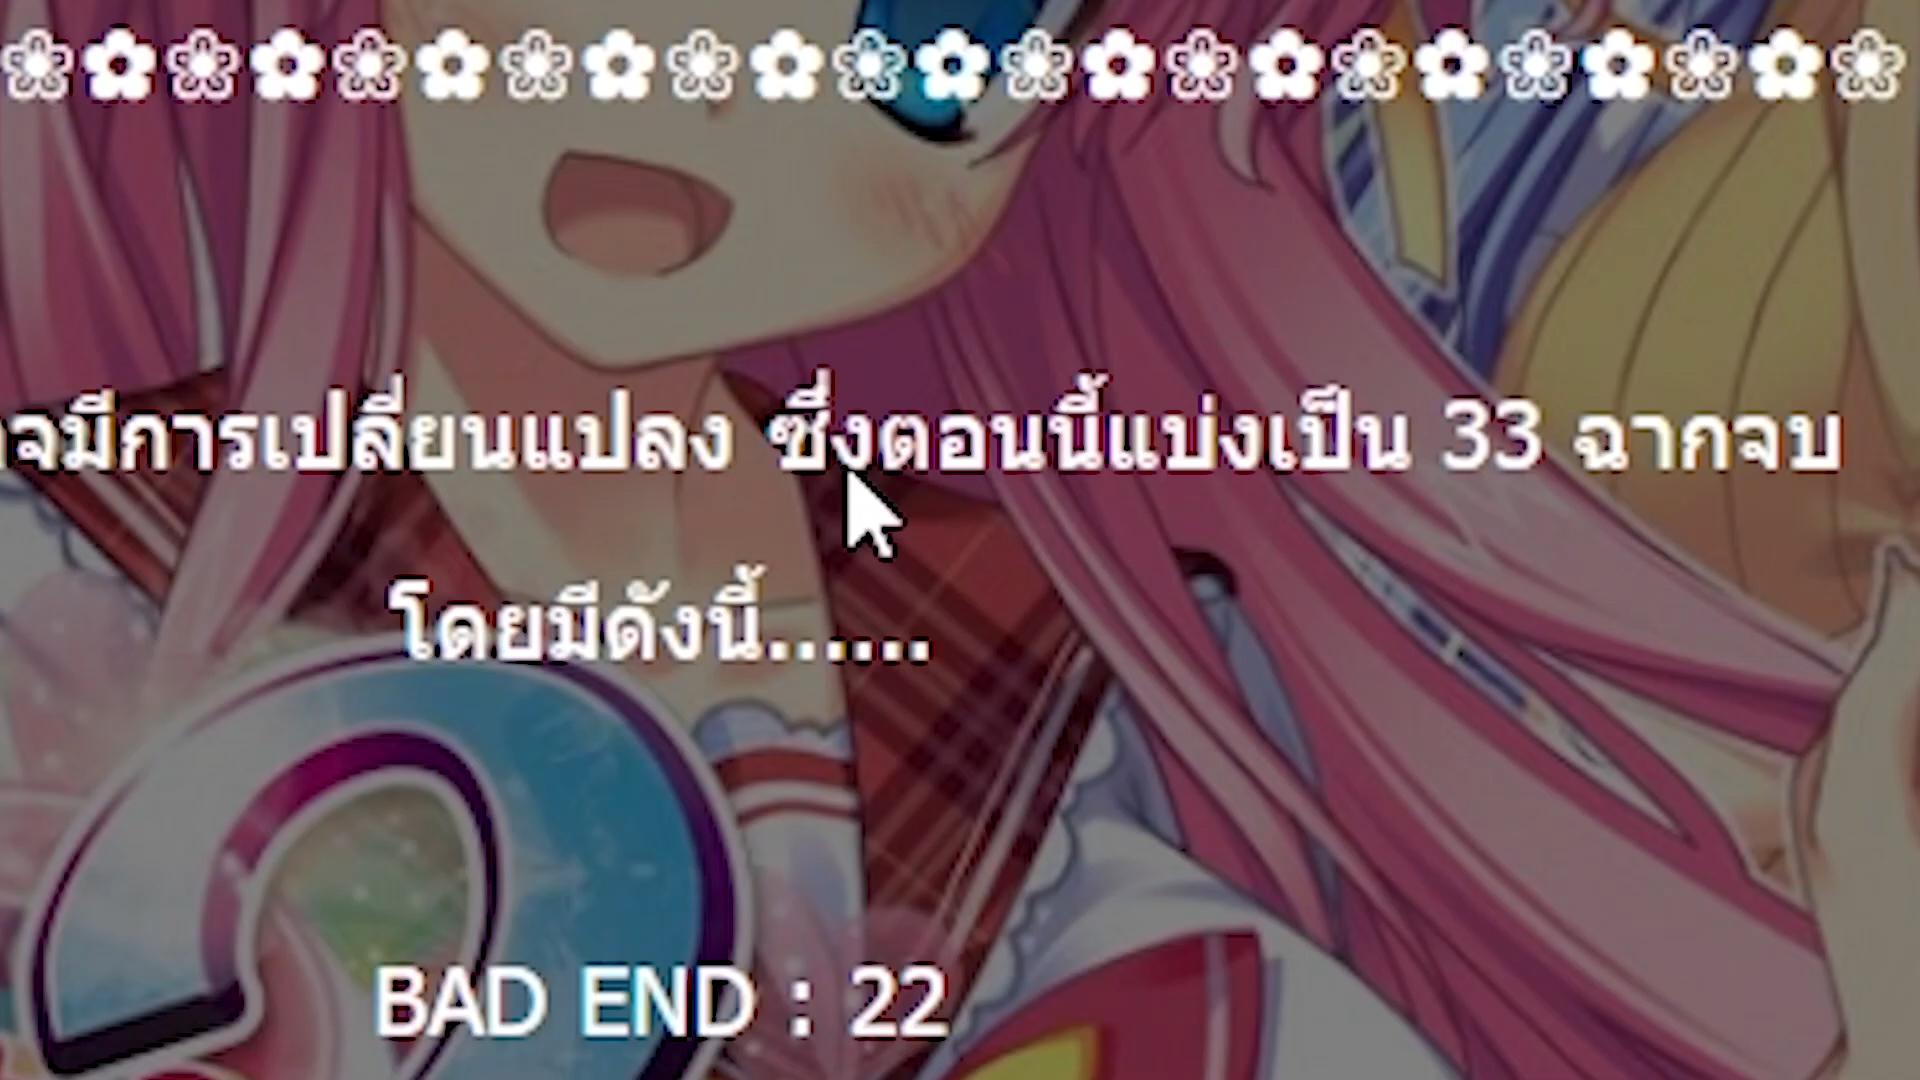 ❀✿❀✿❀✿❀✿❀✿❀✿❀✿❀✿❀✿❀✿❀✿❀
จมีการเปลี่ยนแปลง ซึ่งตอนนี้แบ่งเป็น 33 ฉากจบ
โดยมีดังนี้......
BAD END : 22